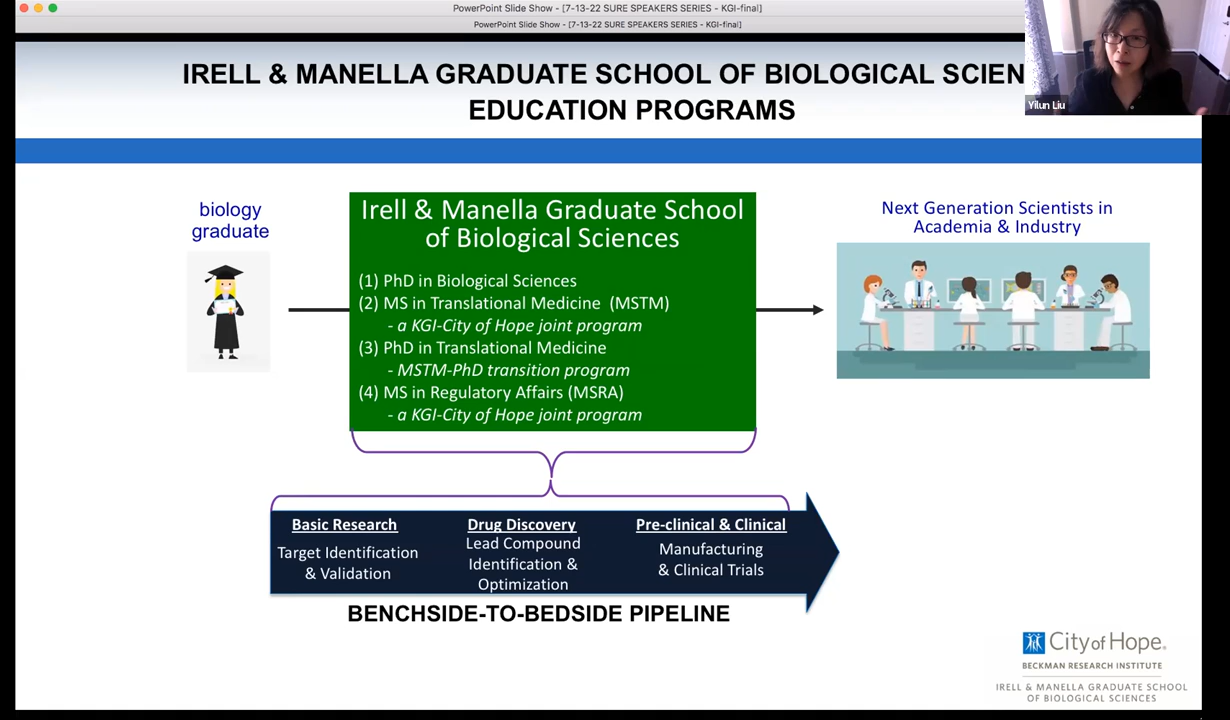 PowerPoint Slide Show - [7-13-22 SURE SPEAKERS SERIES - KGI-final]
PowerPoint Slide Show - [7-13-22 SURE SPEAKERS SERIES - KGI-final]
IRELL & MANELLA GRADUATE SCHOOL OF BIOLOGICAL SCIEN
EDUCATION PROGRAMS
Yilun Liu
biology
graduate
Irell & Manella Graduate School
of Biological Sciences
(1) PhD in Biological Sciences
(2) MS in Translational Medicine (MSTM)
- a KGI-City of Hope joint program
(3) PhD in Translational Medicine
- MSTM-PhD transition program
(4) MS in Regulatory Affairs (MSRA)
- a KGI-City of Hope joint program
Next Generation Scientists in
Academia & Industry
Basic Research
Target Identification
& Validation
Drug Discovery
Lead Compound
Identification &
Optimization
Pre-clinical & Clinical
Manufacturing
& Clinical Trials
BENCHSIDE-TO-BEDSIDE PIPELINE
City of Hope®
BECKMAN RESEARCH INSTITUTE
IRELL & MANELLA GRADUATE SCHOOL
OF BIOLOGICAL SCIENCES